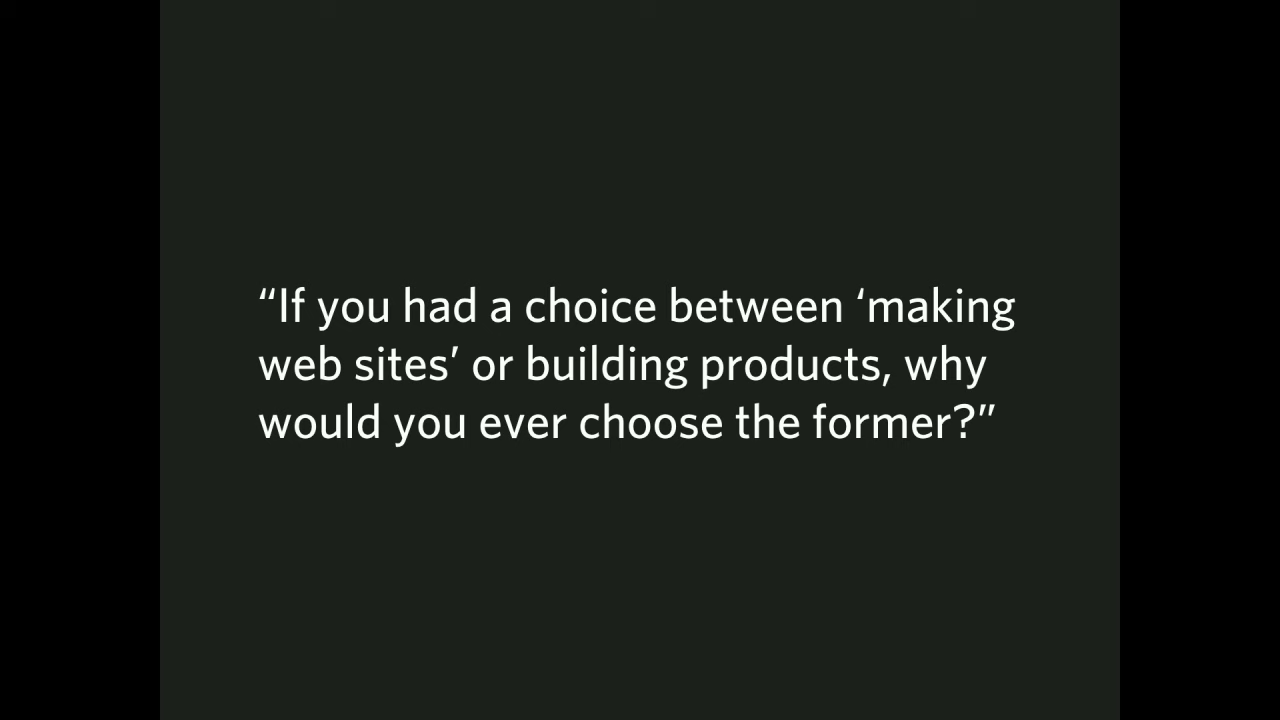 “If you had a choice between ‘making
web sites’ or building products, why
would you ever choose the former?”